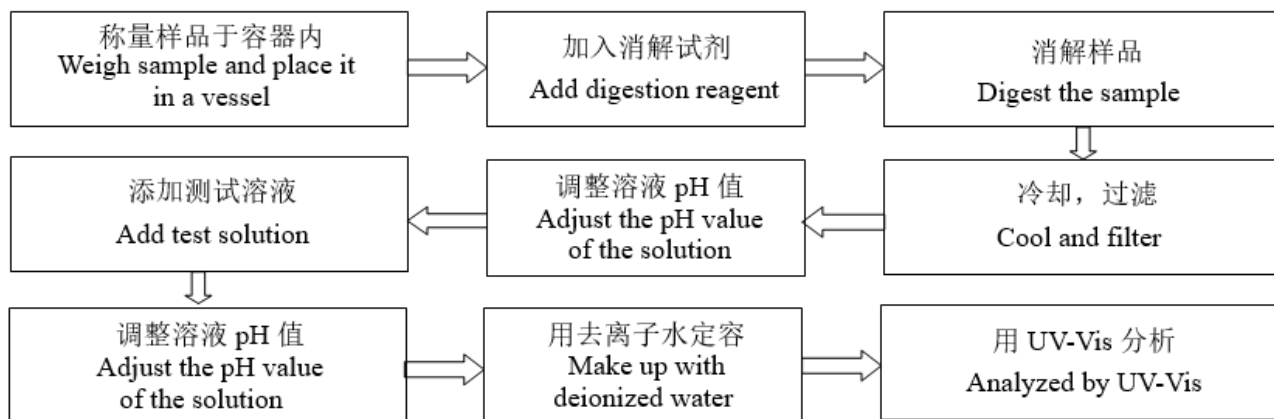 称量样品于容器内
Weigh sample and place it
in a vessel
加入消解试剂
Add digestion reagent
消解样品
Digest the sample
冷却，过滤
Cool and filter
调整溶液 pH 值
Adjust the pH value
of the solution
添加测试溶液
Add test solution
调整溶液 pH 值
Adjust the pH value
of the solution
用去离子水定容
Make up with
deionized water
用 UV-Vis 分析
Analyzed by UV-Vis